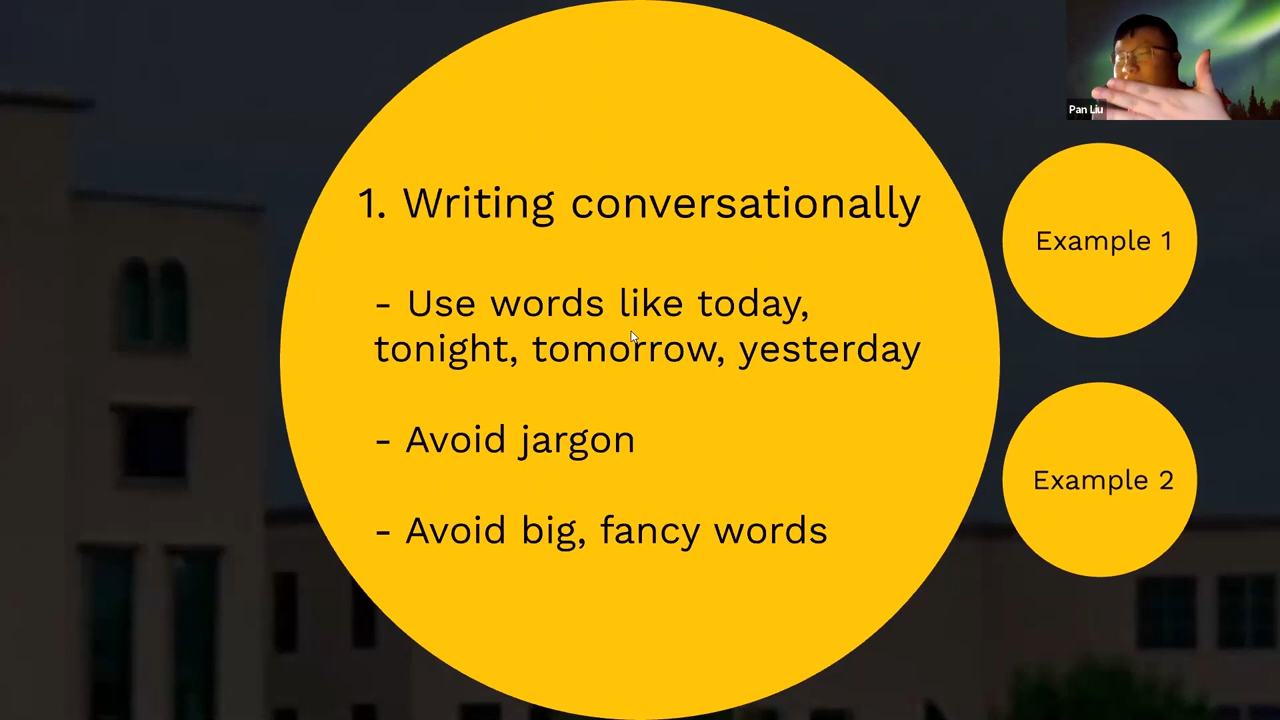 1. Writing conversationally
- Use words like today,
tonight, tomorrow, yesterday
- Avoid jargon
- Avoid big, fancy words
Pan Liu
Example 1
Example 2